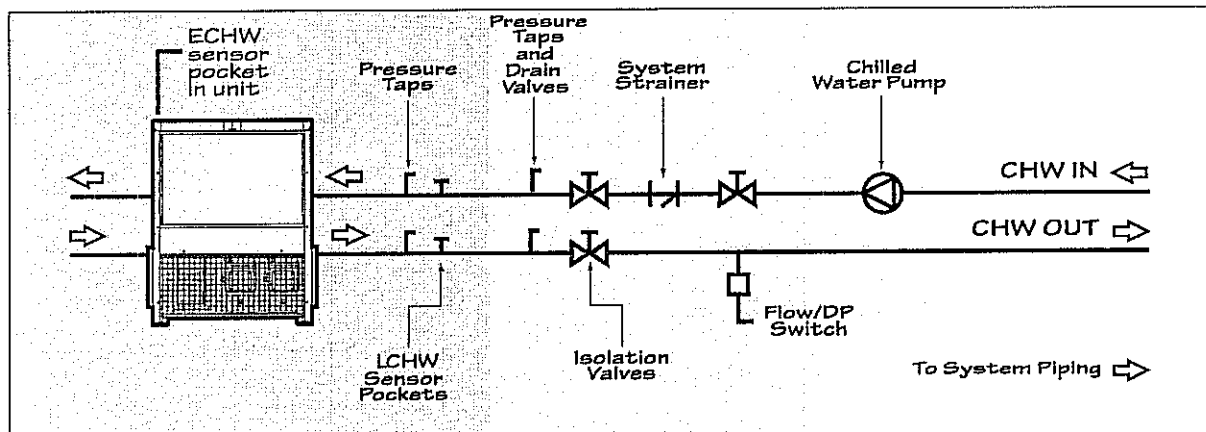 ECHW
sensor
pocket
in unit
Pressure
Taps
Pressure
Taps
and
Drain
Valves
System
Strainer
Chilled
Water Pump
CHW IN
CHW OUT
Flow/DP
Switch
LCHW
Sensor
Pockets
Isolation
Valves
To System Piping